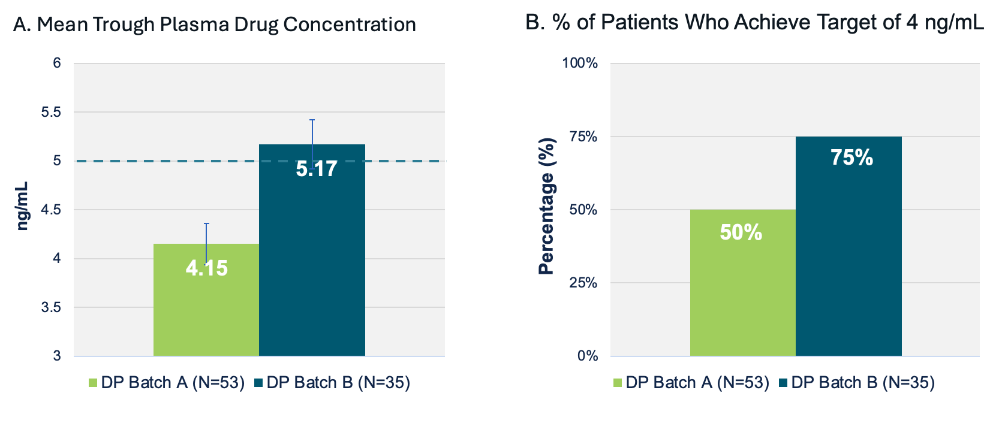 A. Mean Trough Plasma Drug Concentration
ng/mL
6
5.5
5
4.5
4
3.5
3
4.15
5.17
DP Batch A (N=53) DP Batch B (N=35)
B. % of Patients Who Achieve Target of 4 ng/mL
Percentage (%)
100%
75%
50%
25%
0%
50%
75%
DP Batch A (N=53) DP Batch B (N=35)